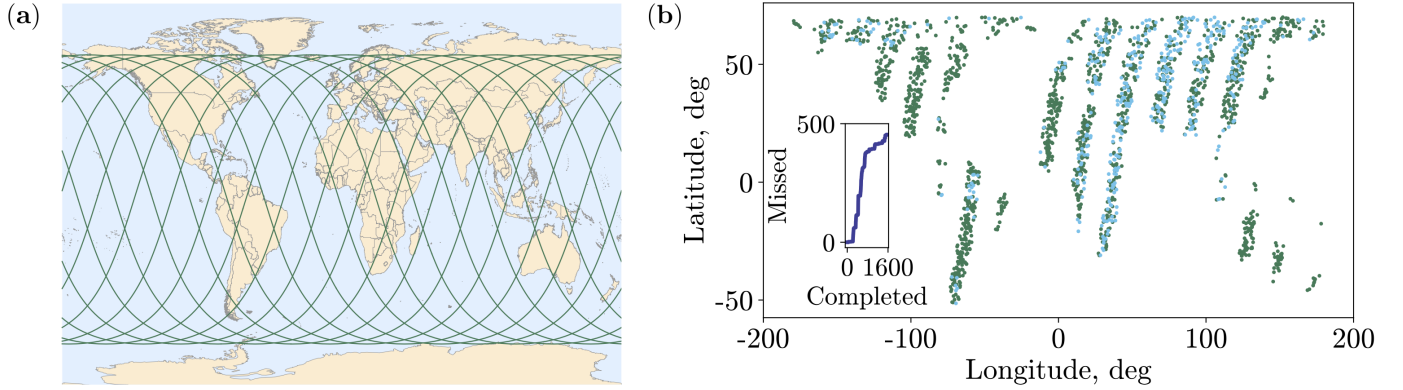 (a)
(b)
50
0
-50
Latitude, deg
500
0
Missed
0 1600
Completed
-200 -100 0 100 200
Longitude, deg